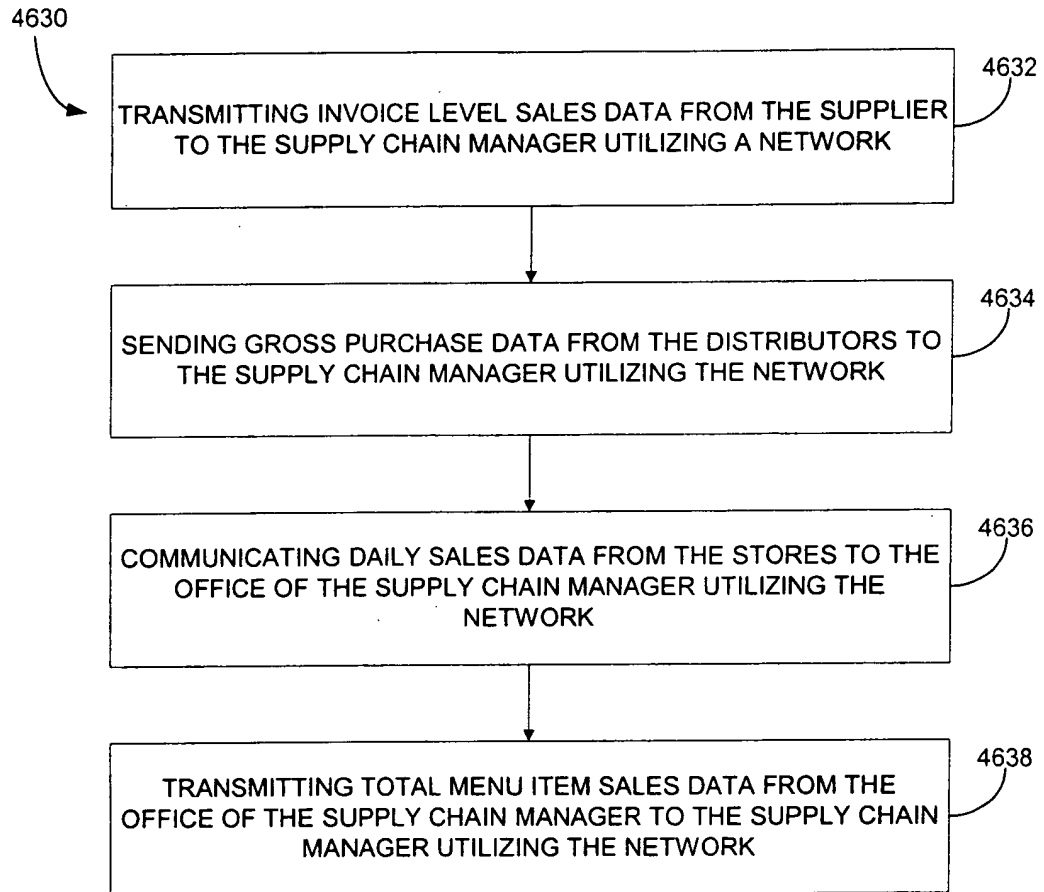 4630
4632
TRANSMITTING INVOICE LEVEL SALES DATA FROM THE SUPPLIER
TO THE SUPPLY CHAIN MANAGER UTILIZING A NETWORK
4634
SENDING GROSS PURCHASE DATA FROM THE DISTRIBUTORS TO
THE SUPPLY CHAIN MANAGER UTILIZING THE NETWORK
4636
COMMUNICATING DAILY SALES DATA FROM THE STORES TO THE
OFFICE OF THE SUPPLY CHAIN MANAGER UTILIZING THE
NETWORK
4638
TRANSMITTING TOTAL MENU ITEM SALES DATA FROM THE
OFFICE OF THE SUPPLY CHAIN MANAGER TO THE SUPPLY CHAIN
MANAGER UTILIZING THE NETWORK